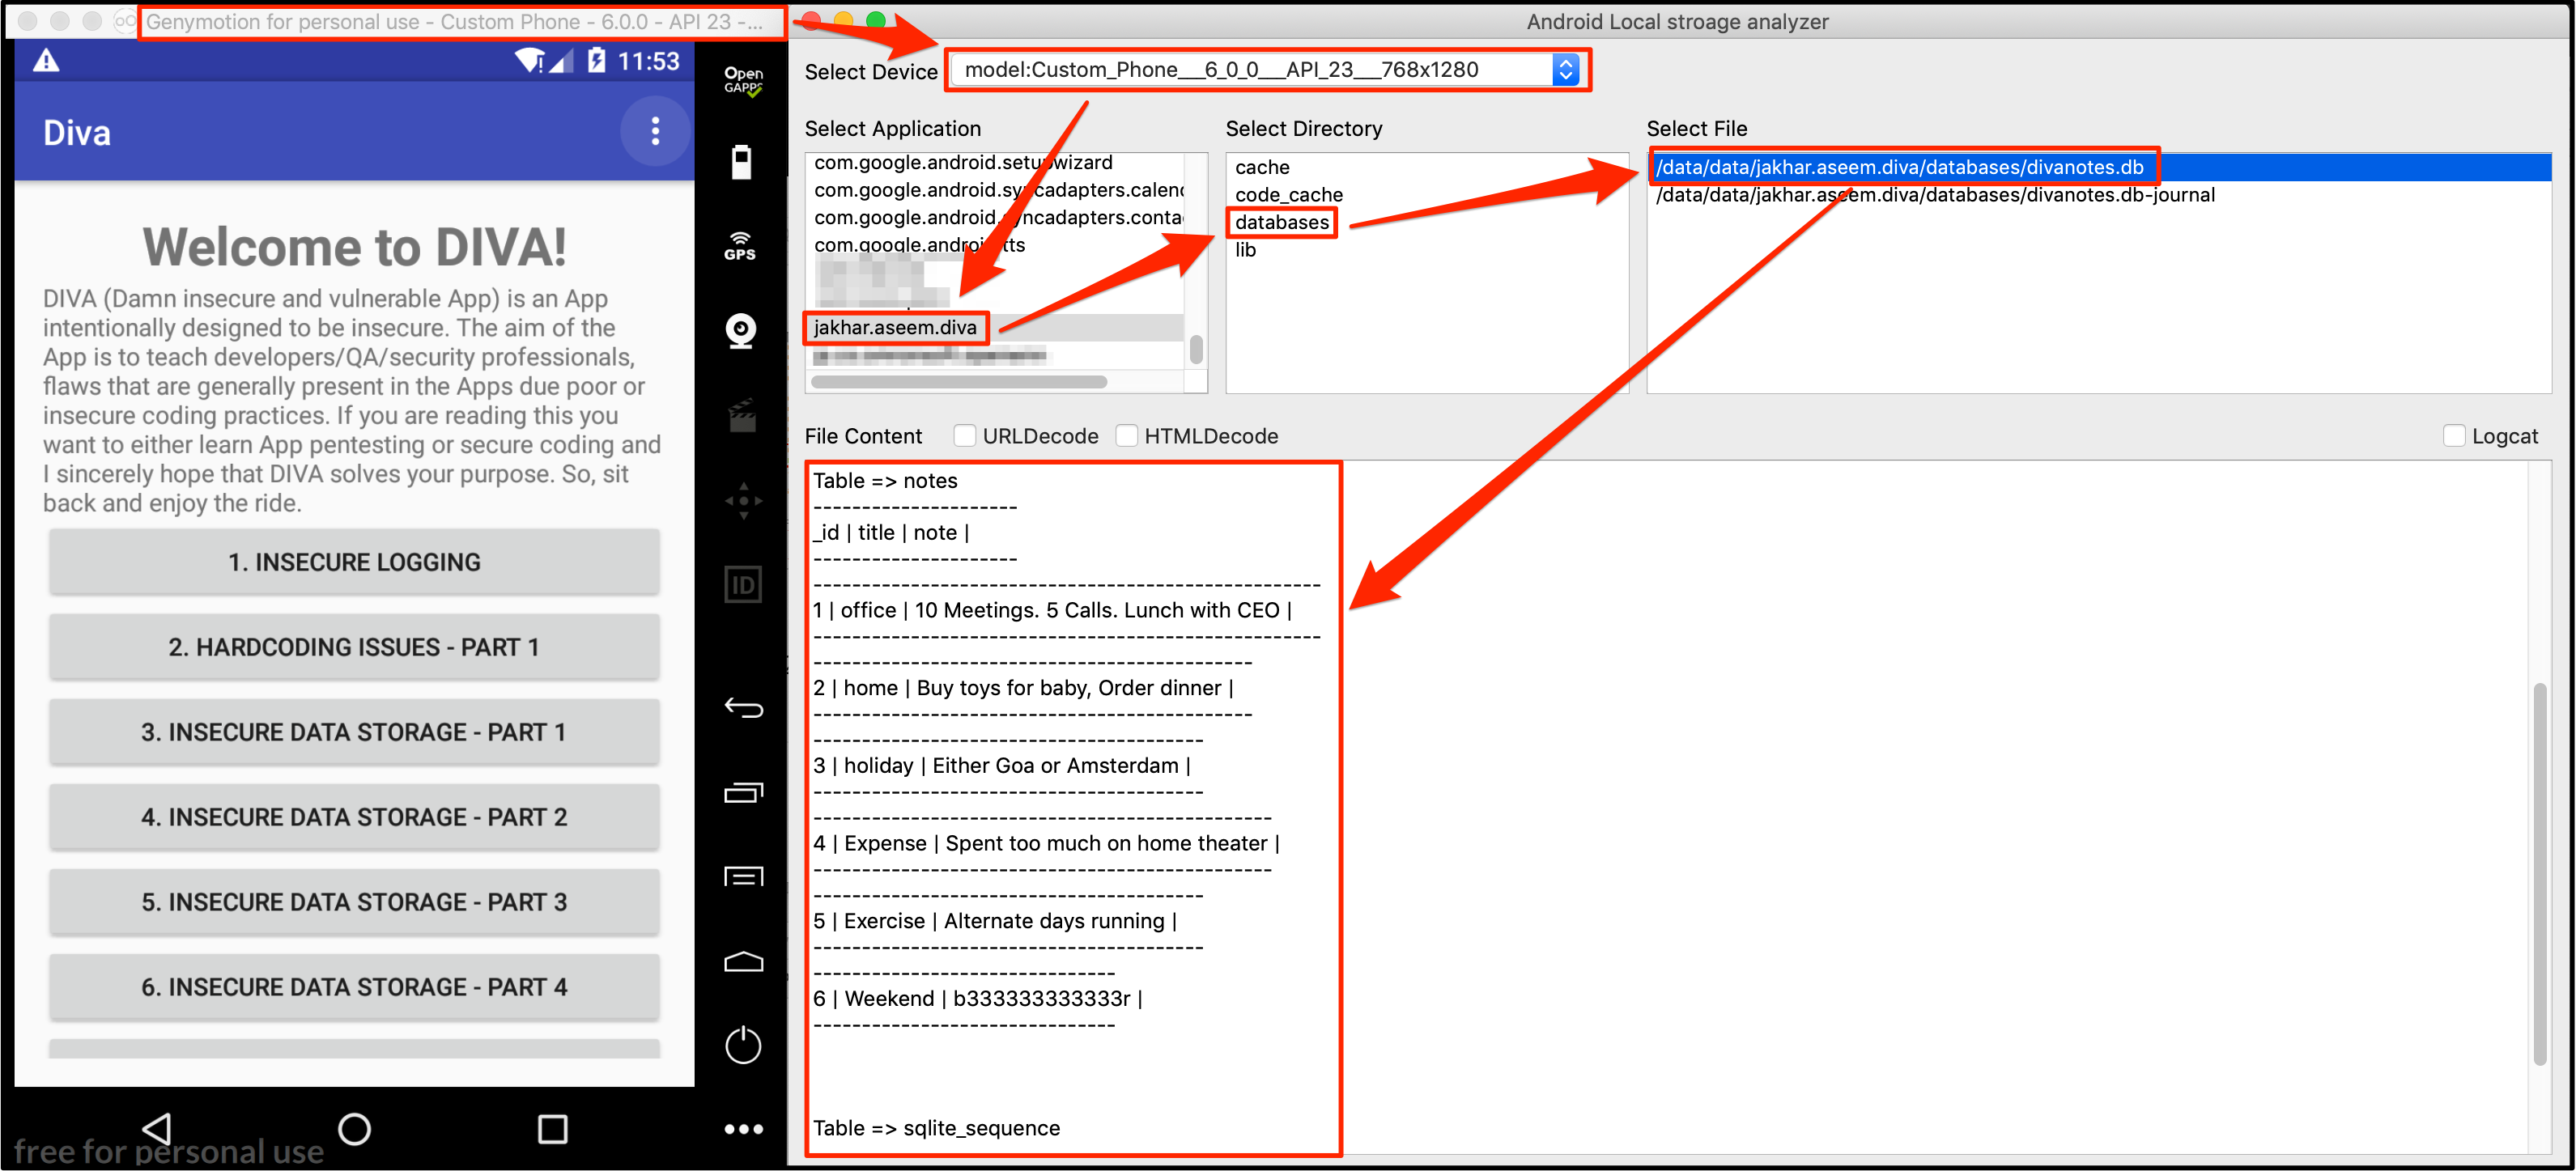 Genymotion for personal use - Custom Phone - 6.0.0 - API 23 -...
11:53
Diva
Welcome to DIVA!
DIVA (Damn insecure and vulnerable App) is an App
intentionally designed to be insecure. The aim of the
App is to teach developers/QA/security professionals,
flaws that are generally present in the Apps due poor or
insecure coding practices. If you are reading this you
want to either learn App pentesting or secure coding and
I sincerely hope that DIVA solves your purpose. So, sit
back and enjoy the ride.
1. INSECURE LOGGING
2. HARDCODING ISSUES - PART 1
3. INSECURE DATA STORAGE - PART 1
4. INSECURE DATA STORAGE - PART 2
5. INSECURE DATA STORAGE - PART 3
6. INSECURE DATA STORAGE - PART 4
free for personal use
Open
GAPPS
GPS
ID
Android Local stroage analyzer
Select Device
model:Custom_Phone___6_0_0___API_23___768x1280
Select Application
com.google.android.setupwizard
com.google.android.syncadapters.calend
com.google.android.syncadapters.conta
com.google.android.tts
jakhar.aseem.diva
Select Directory
cache
code_cache
databases
lib
Select File
/data/data/jakhar.aseem.diva/databases/divanotes.db
/data/data/jakhar.aseem.diva/databases/divanotes.db-journal
File Content
URLDecode
HTMLDecode
Logcat
Table => notes
---------------------
_id | title | note |
---------------------
----------------------------------------------------
1 | office | 10 Meetings. 5 Calls. Lunch with CEO |
----------------------------------------------------
---------------------------------------------
2 | home | Buy toys for baby, Order dinner |
---------------------------------------------
----------------------------------------
3 | holiday | Either Goa or Amsterdam |
----------------------------------------
-----------------------------------------------
4 | Expense | Spent too much on home theater |
-----------------------------------------------
----------------------------------------
5 | Exercise | Alternate days running |
----------------------------------------
-------------------------------
6 | Weekend | b333333333333r |
-------------------------------
Table => sqlite_sequence